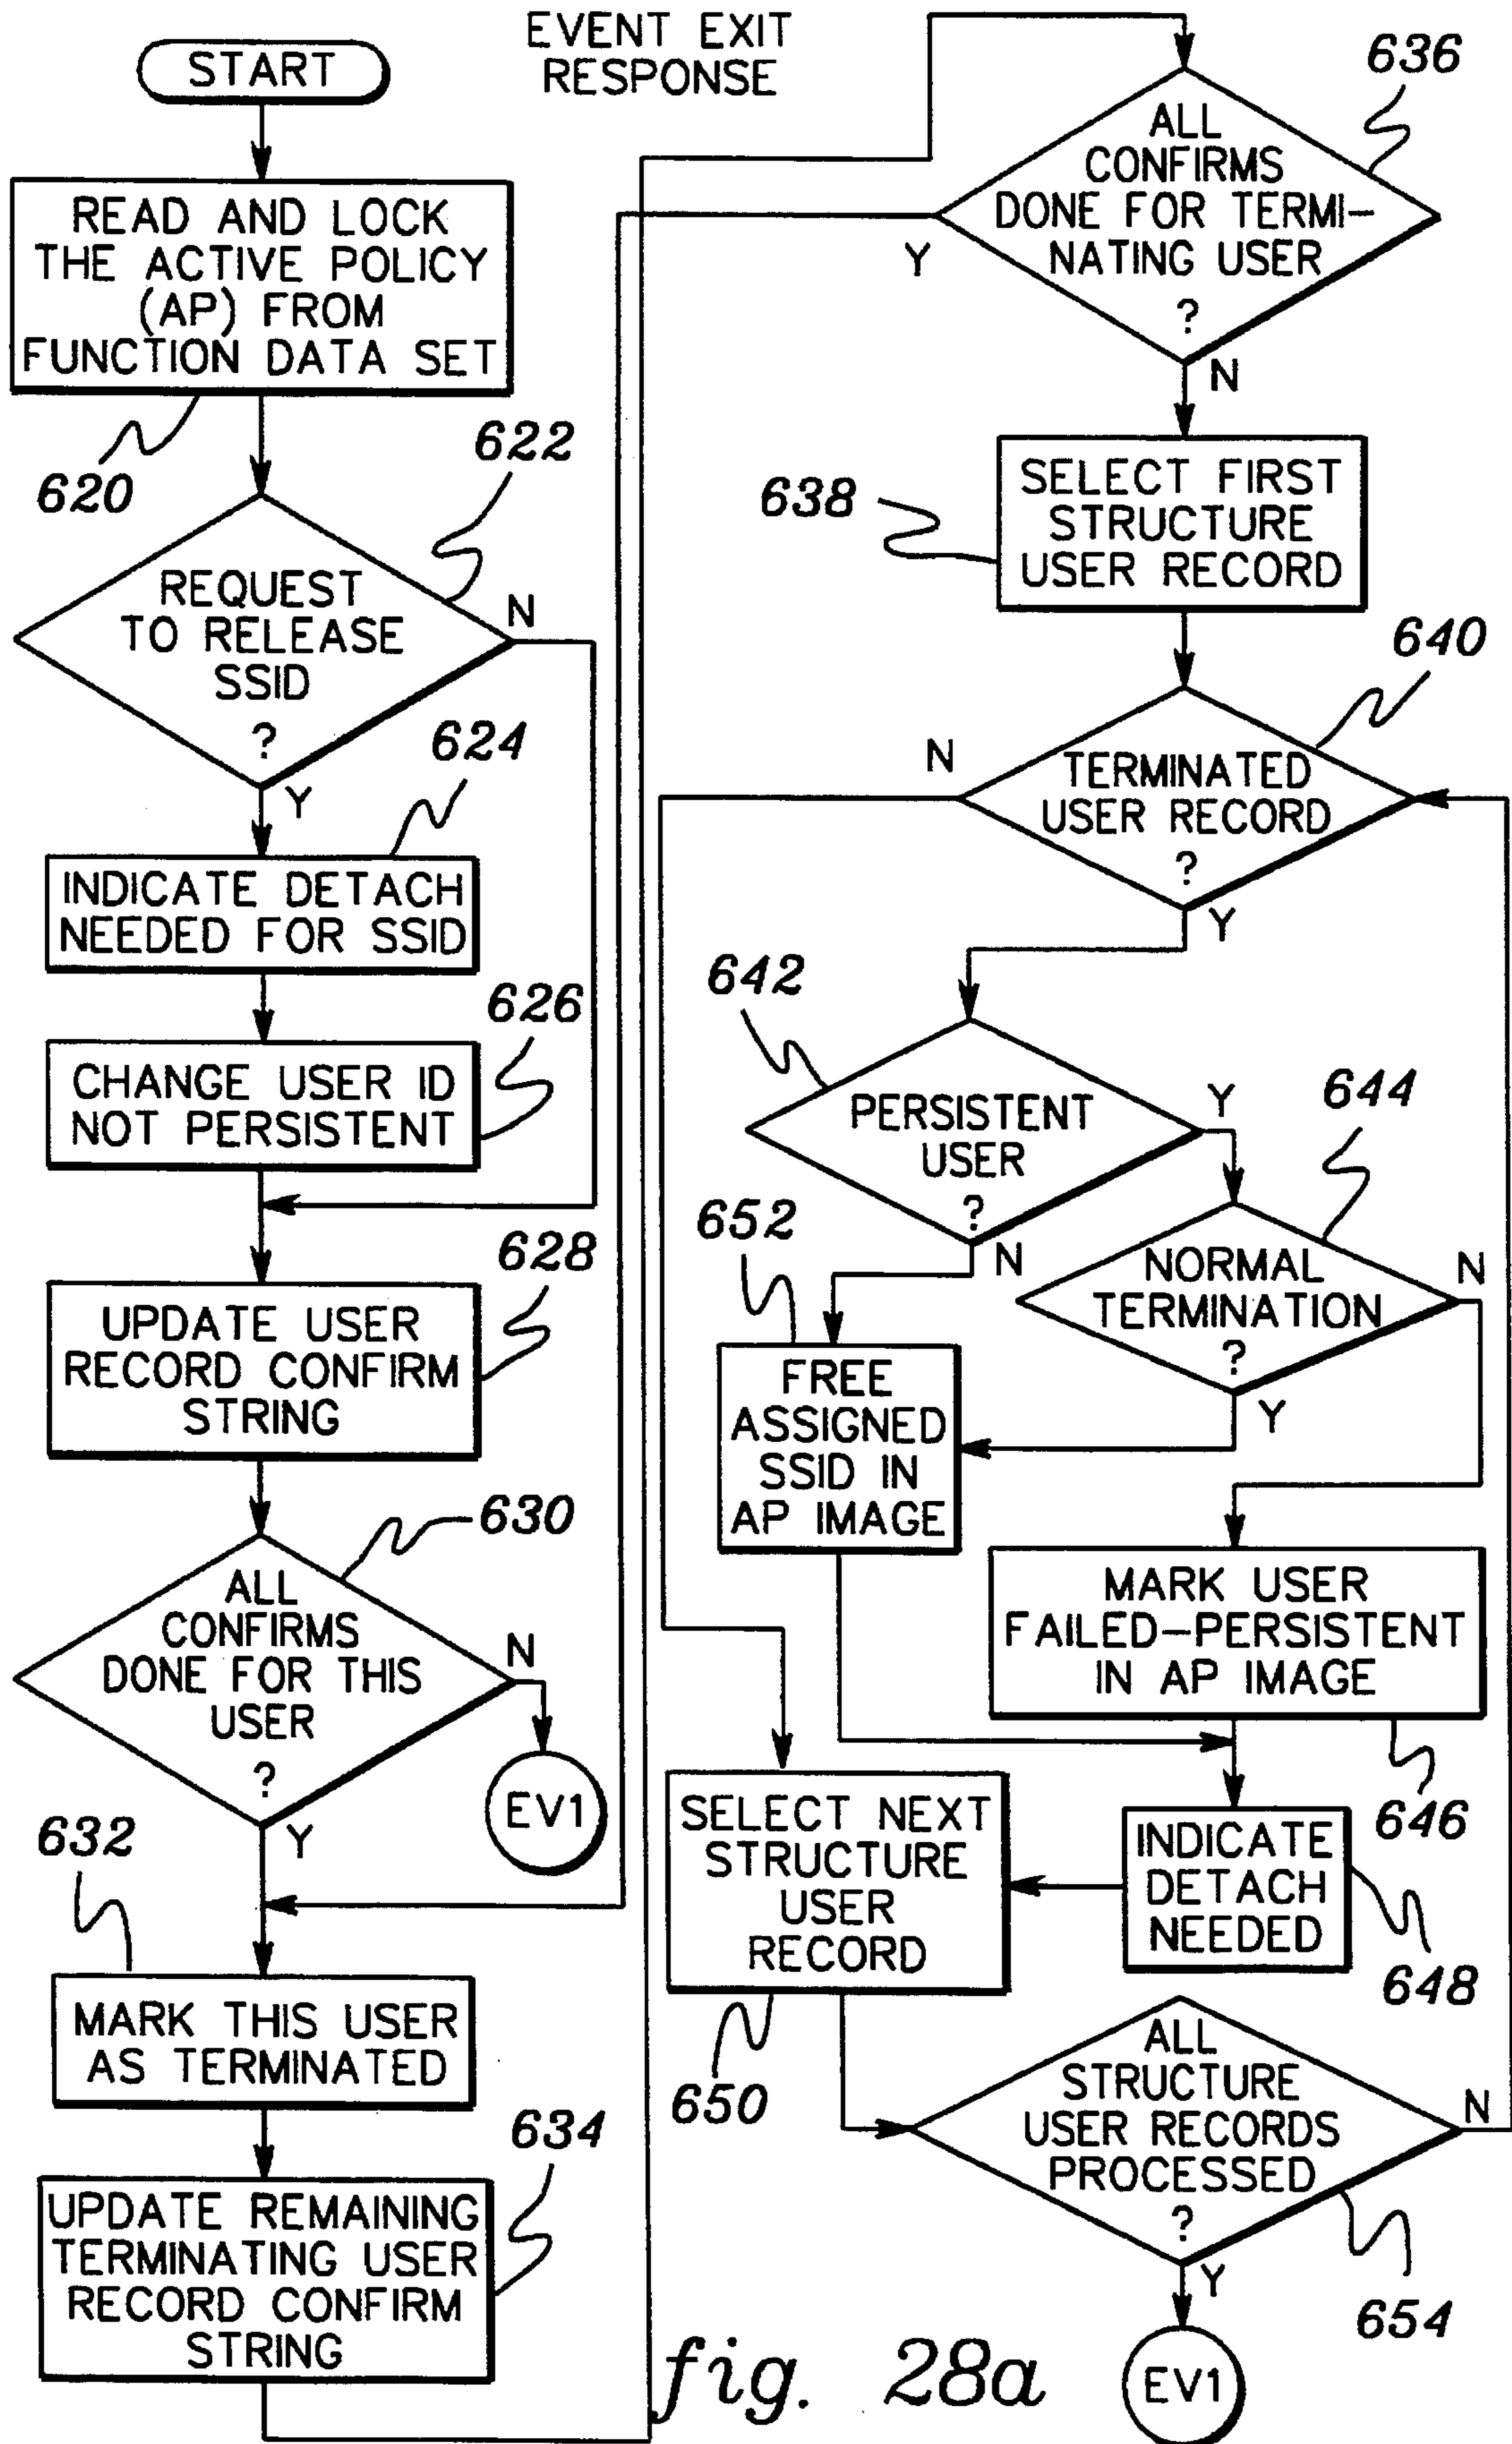 EVENT EXIT
RESPONSE
START
READ AND LOCK
THE ACTIVE POLICY
(AP) FROM
FUNCTION DATA SET
620
622
REQUEST
TO RELEASE
SSID
?
N
Y
624
INDICATE DETACH
NEEDED FOR SSID
626
CHANGE USER ID
NOT PERSISTENT
628
UPDATE USER
RECORD CONFIRM
STRING
630
ALL
CONFIRMS
DONE FOR THIS
USER
?
N
EV1
Y
632
MARK THIS USER
AS TERMINATED
634
UPDATE REMAINING
TERMINATING USER
RECORD CONFIRM
STRING
636
ALL
CONFIRMS
DONE FOR TERMI-
NATING USER
?
Y
N
638
SELECT FIRST
STRUCTURE
USER RECORD
640
TERMINATED
USER RECORD
?
N
Y
642
PERSISTENT
USER
?
Y
N
644
NORMAL
TERMINATION
?
N
Y
652
FREE
ASSIGNED
SSID IN
AP IMAGE
MARK USER
FAILED-PERSISTENT
IN AP IMAGE
646
INDICATE
DETACH
NEEDED
648
SELECT NEXT
STRUCTURE
USER
RECORD
650
ALL
STRUCTURE
USER RECORDS
PROCESSED
?
N
Y
654
EV1
fig. 28a